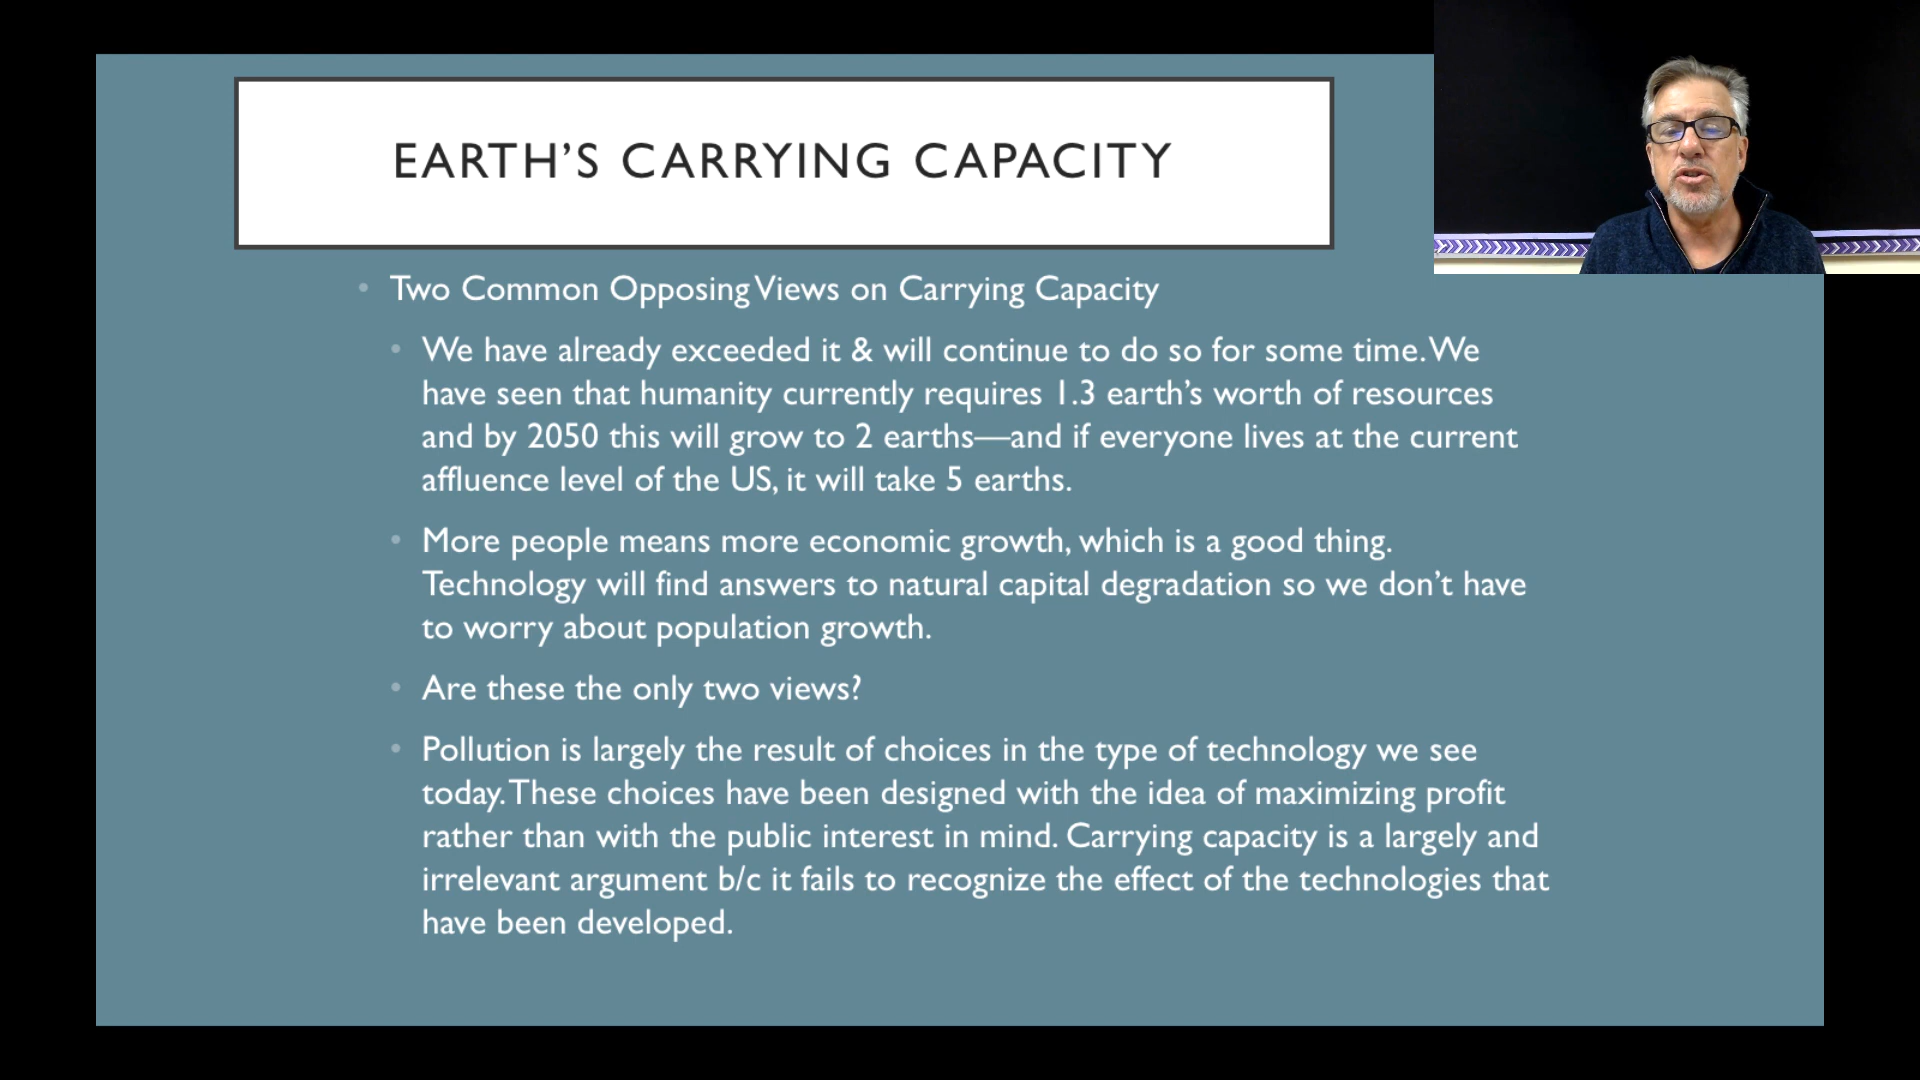 EARTH'S CARRYING CAPACITY
• Two Common Opposing Views on Carrying Capacity
• We have already exceeded it & will continue to do so for some time. We
have seen that humanity currently requires 1.3 earth's worth of resources
and by 2050 this will grow to 2 earths—and if everyone lives at the current
affluence level of the US, it will take 5 earths.
• More people means more economic growth, which is a good thing.
Technology will find answers to natural capital degradation so we don't have
to worry about population growth.
• Are these the only two views?
• Pollution is largely the result of choices in the type of technology we see
today. These choices have been designed with the idea of maximizing profit
rather than with the public interest in mind. Carrying capacity is a largely and
irrelevant argument b/c it fails to recognize the effect of the technologies that
have been developed.